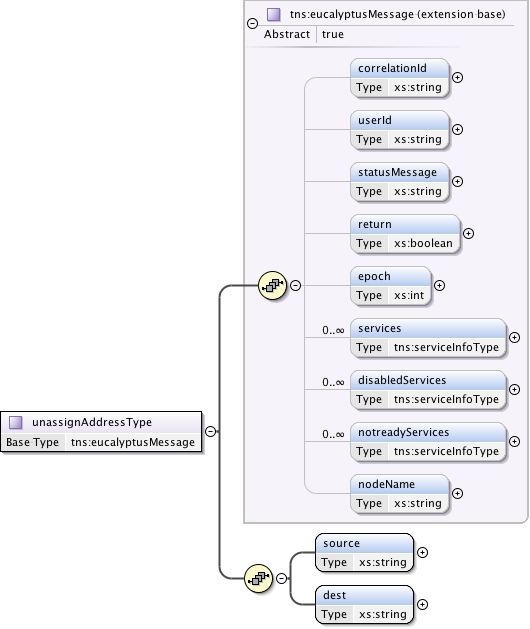 tns:eucalyptusMessage (extension base)
Abstract true
correlationId
Type xs:string
userId
Type xs:string
statusMessage
Type xs:string
return
Type xs:boolean
epoch
Type xs:int
0..∞ services
Type tns:serviceInfoType
0..∞ disabledServices
Type tns:serviceInfoType
0..∞ notreadyServices
Type tns:serviceInfoType
nodeName
Type xs:string
unassignAddressType
Base Type tns:eucalyptusMessage
source
Type xs:string
dest
Type xs:string